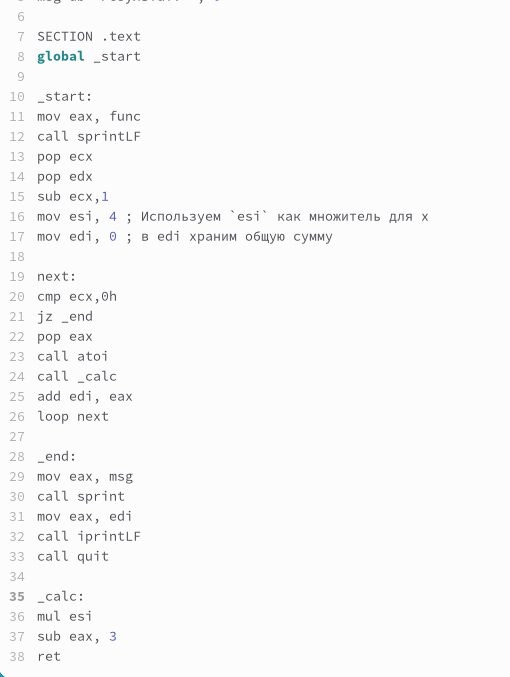 6
7 SECTION .text
8 global _start
9
10 _start:
11 mov eax, func
12 call sprintLF
13 pop ecx
14 pop edx
15 sub ecx,1
16 mov esi, 4 ; Используем `esi` как множитель для x
17 mov edi, 0 ; в edi храним общую сумму
18
19 next:
20 cmp ecx,0h
21 jz _end
22 pop eax
23 call atoi
24 call _calc
25 add edi, eax
26 loop next
27
28 _end:
29 mov eax, msg
30 call sprint
31 mov eax, edi
32 call iprintLF
33 call quit
34
35 _calc:
36 mul esi
37 sub eax, 3
38 ret